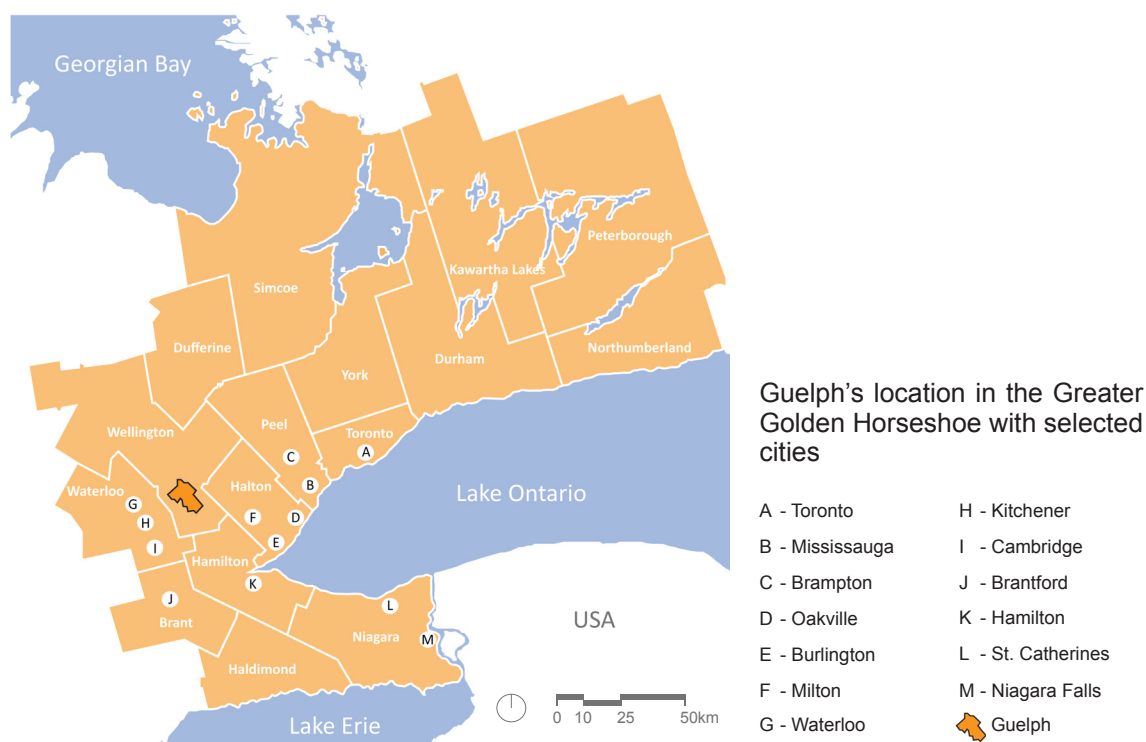 Georgian Bay
Peterborough
Kawartha Lakes
Simcoe
Dufferine
Durham
Northumberland
York
Peel
Toronto
A
Wellington
C
B
Lake Ontario
Waterloo
Halton
G
H
F
D
I
E
Hamilton
K
J
Brant
L
Niagara
M
USA
Haldimond
Lake Erie
0 10 25 50km
Guelph's location in the Greater
Golden Horseshoe with selected
cities
A - Toronto
B - Mississauga
C - Brampton
D - Oakville
E - Burlington
F - Milton
G - Waterloo
H - Kitchener
I - Cambridge
J - Brantford
K - Hamilton
L - St. Catherines
M - Niagara Falls
Guelph